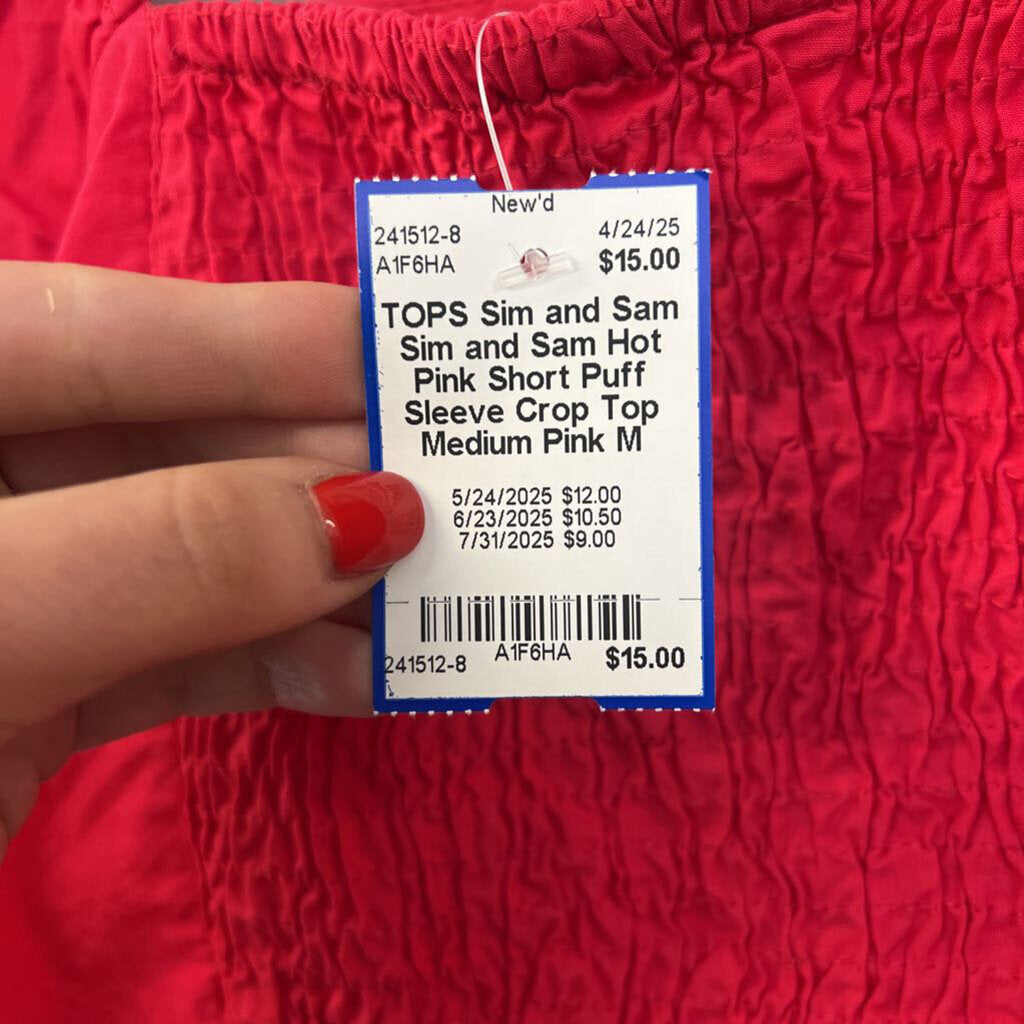 New'd
241512-8 4/24/25
A1F6HA $15.00
TOPS Sim and Sam
Sim and Sam Hot
Pink Short Puff
Sleeve Crop Top
Medium Pink M
5/24/2025 $12.00
6/23/2025 $10.50
7/31/2025 $9.00
241512-8 A1F6HA $15.00